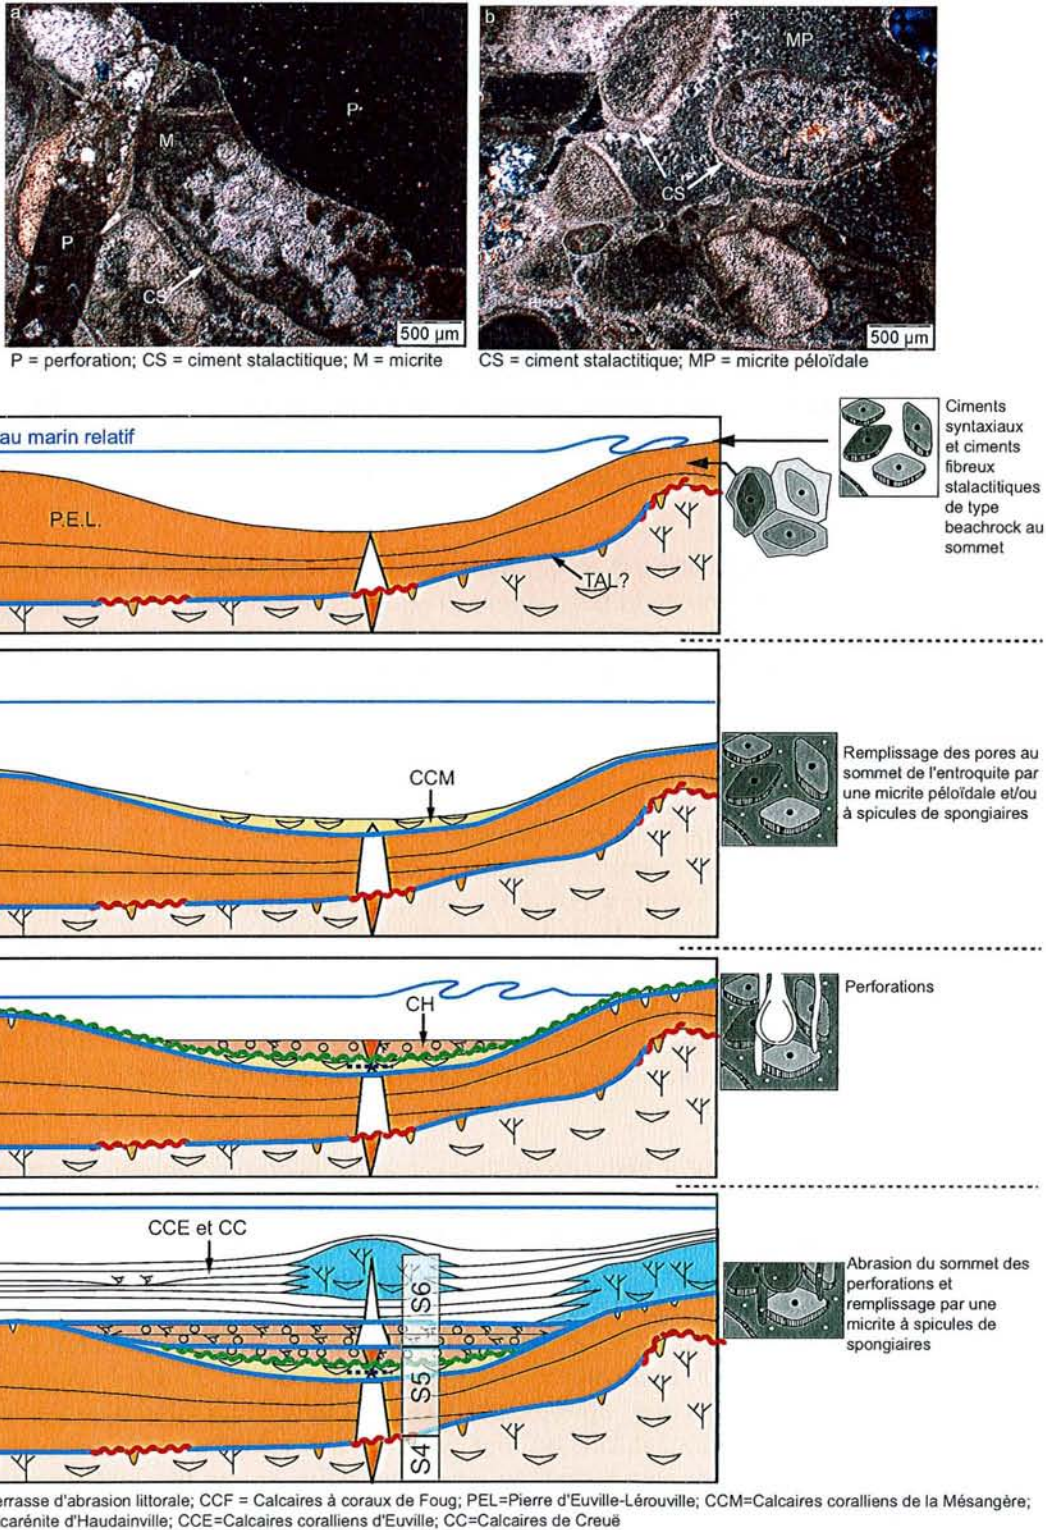 a
P
M
P
CS
500 µm
b
MP
CS
500 µm
P = perforation; CS = ciment stalactitique; M = micrite
CS = ciment stalactitique; MP = micrite péloïdale
au marin relatif
P.E.L.
TAL?
Ciments
syntaxiaux
et ciments
fibreux
stalactitiques
de type
beachrock au
sommet
CCM
Remplissage des pores au
sommet de l'entroquite par
une micrite péloïdale et/ou
à spicules de spongiaires
CH
Perforations
CCE et CC
S6
S5
S4
Abrasion du sommet des
perforations et
remplissage par une
micrite à spicules de
spongiaires
errasse d'abrasion littorale; CCF = Calcaires à coraux de Foug; PEL=Pierre d'Euville-Lérouville; CCM=Calcaires coralliens de la Mésangère;
carénite d'Haudainville; CCE=Calcaires coralliens d'Euville; CC=Calcaires de Creuë